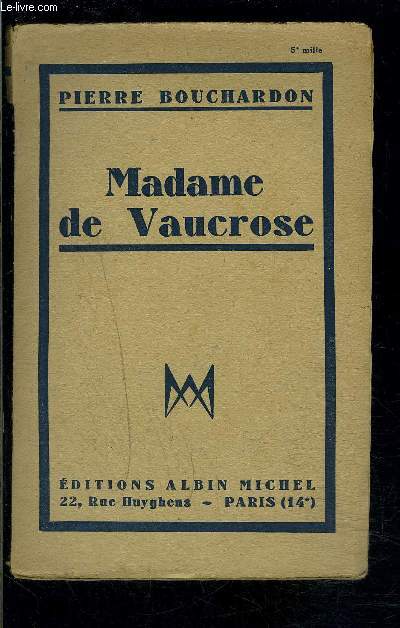 Le-livre.com
5ᵉ mille
PIERRE BOUCHARDON
Madame
de Vaucrose
ÉDITIONS ALBIN MICHEL
22, Rue Huyghens - PARIS (14ᵉ)